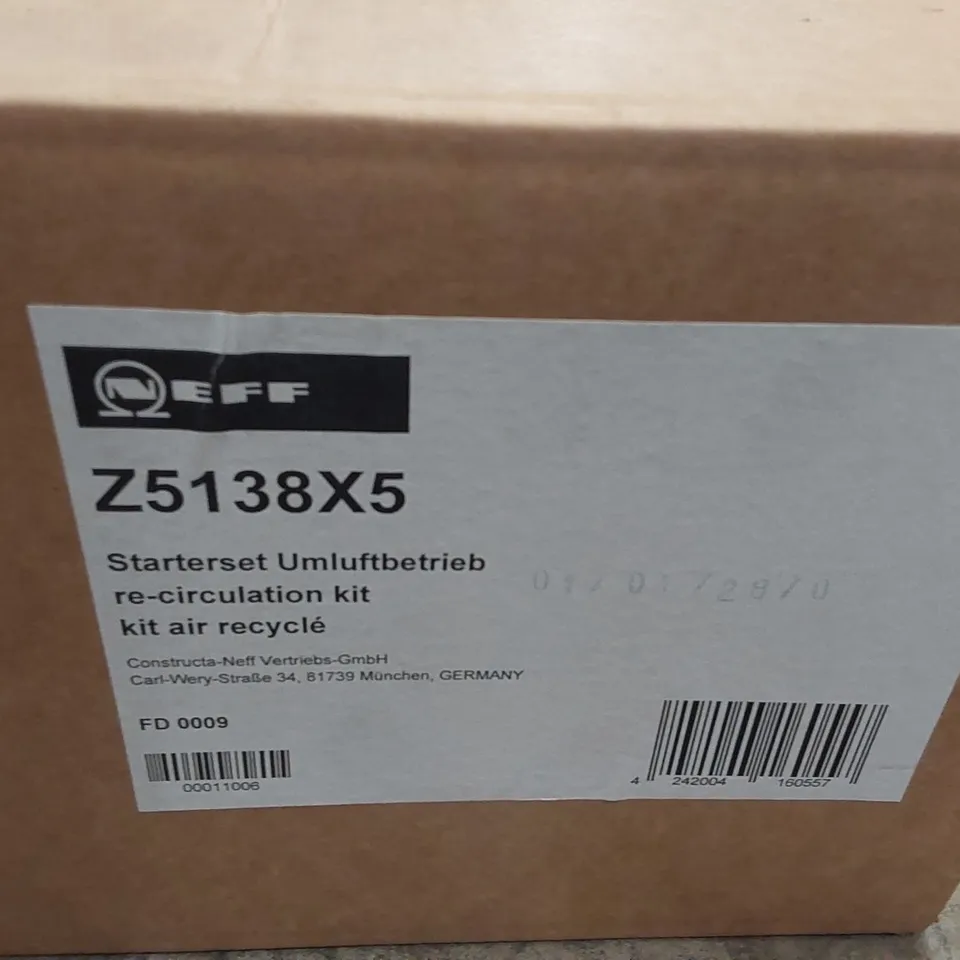 NEFF
Z5138X5
Starterset Umluftbetrieb
re-circulation kit
kit air recyclé
Constructa-Neff Vertriebs-GmbH
Carl-Wery-Straße 34, 81739 München, GERMANY
FD 0009
00011006
4 242004 160557